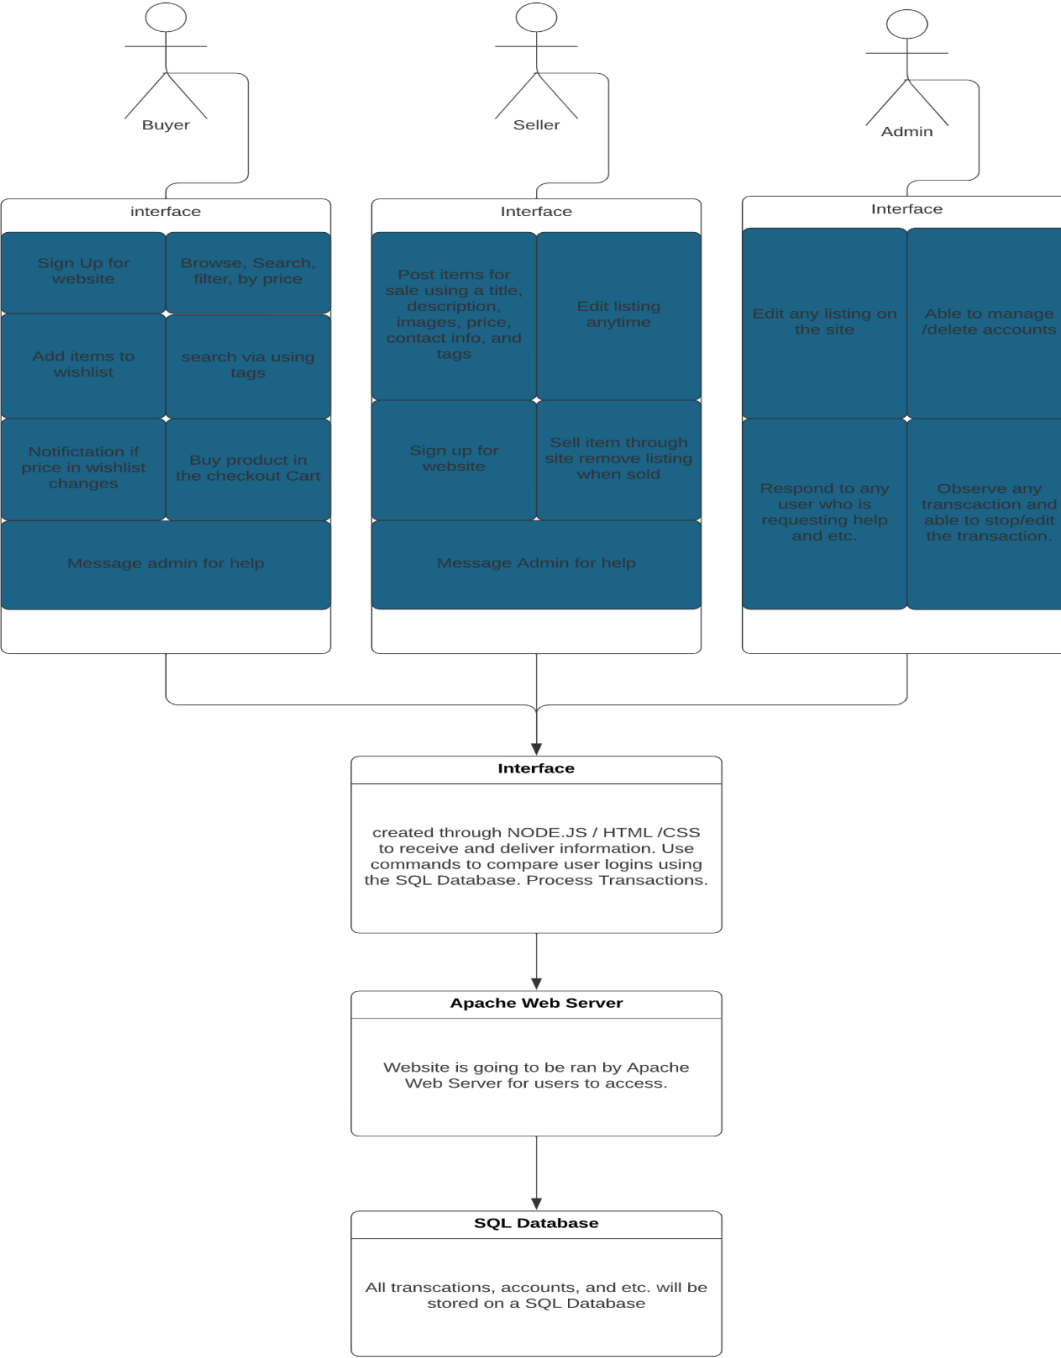 Buyer
Seller
Admin
interface
Sign Up for
website
Browse, Search,
filter, by price
Add items to
wishlist
search via using
tags
Notifictation if
price in wishlist
changes
Buy product in
the checkout Cart
Message admin for help
Interface
Post items for
sale using a title,
description,
images, price,
contact info, and
tags
Edit listing
anytime
Sign up for
website
Sell item through
site remove listing
when sold
Message Admin for help
Interface
Edit any listing on
the site
Able to manage
/delete accounts
Respond to any
user who is
requesting help
and etc.
Observe any
transcaction and
able to stop/edit
the transaction.
Interface
created through NODE.JS / HTML /CSS
to receive and deliver information. Use
commands to compare user logins using
the SQL Database. Process Transactions.
Apache Web Server
Website is going to be ran by Apache
Web Server for users to access.
SQL Database
All transcations, accounts, and etc. will be
stored on a SQL Database